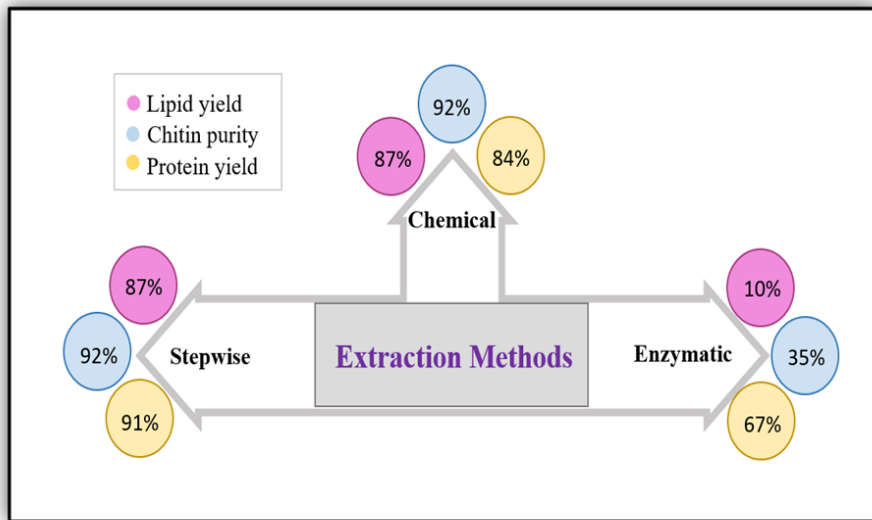 Lipid yield
Chitin purity
Protein yield
92%
87%
84%
Chemical
87%
92%
91%
Stepwise
Extraction Methods
Enzymatic
10%
35%
67%